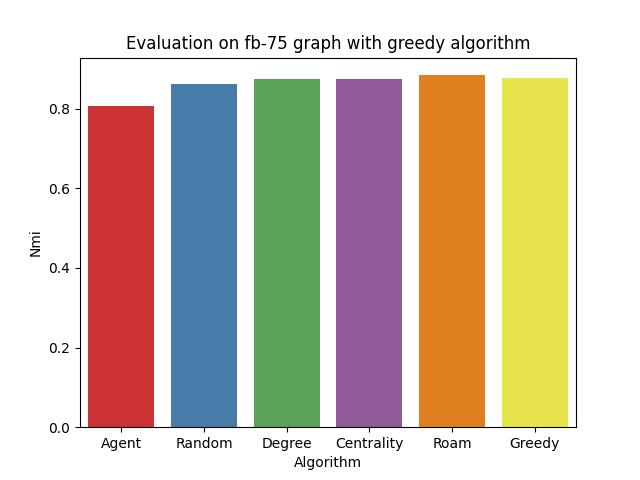 Evaluation on fb-75 graph with greedy algorithm
Nmi
0.8
0.6
0.4
0.2
0.0
Agent Random Degree Centrality Roam Greedy
Algorithm